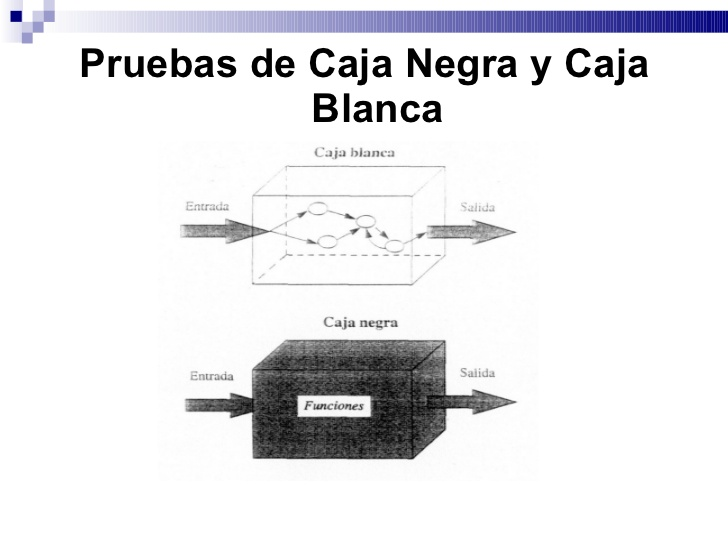 Pruebas de Caja Negra y Caja
Blanca
Caja blanca
Entrada
Salida
Caja negra
Entrada
Salida
Funciones